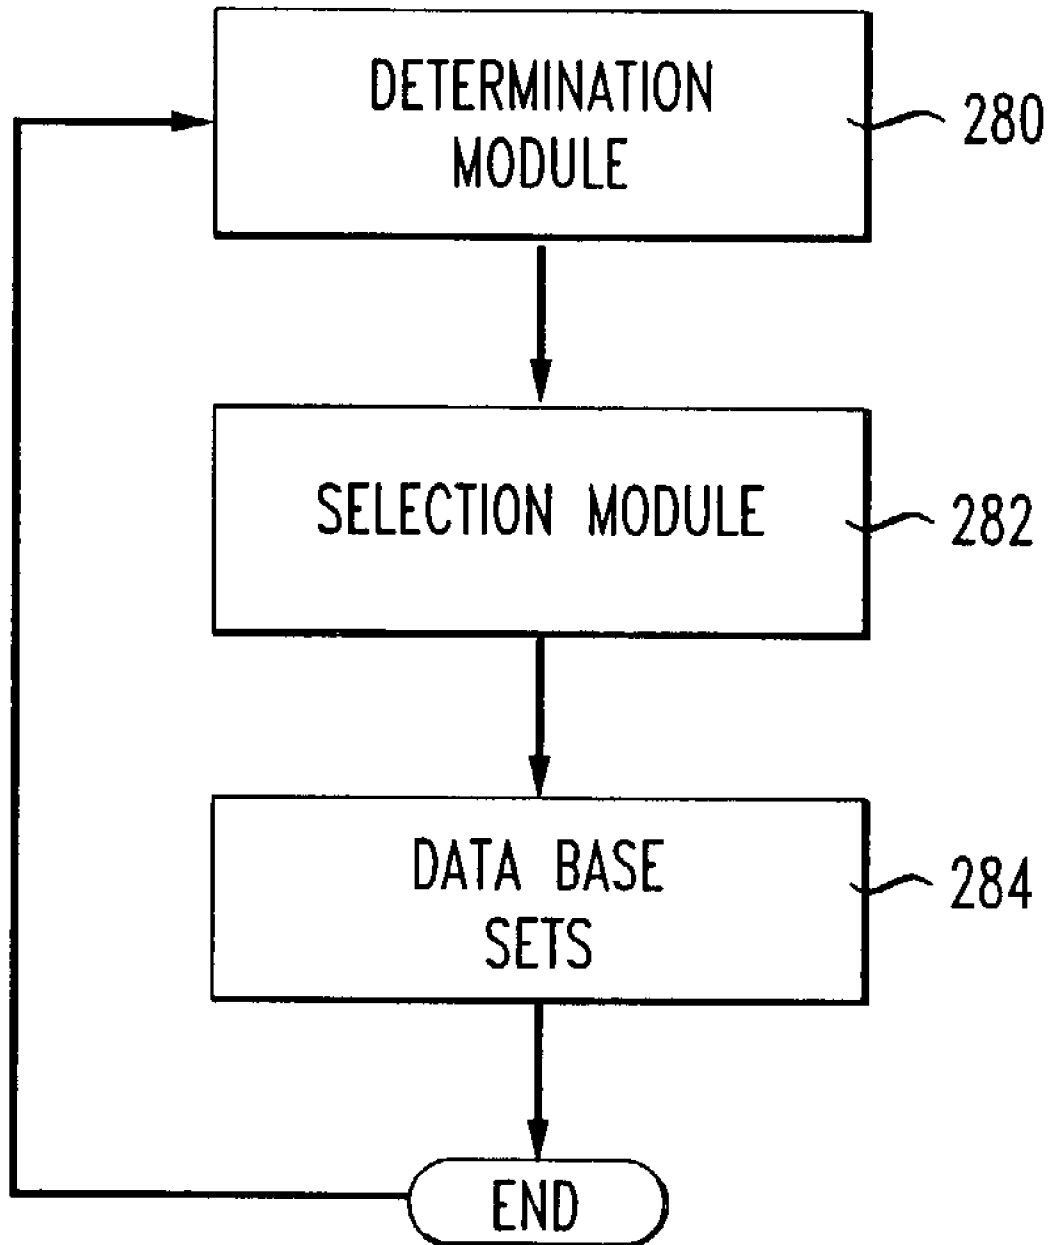 DETERMINATION
MODULE
280
SELECTION MODULE
282
DATA BASE
SETS
284
END